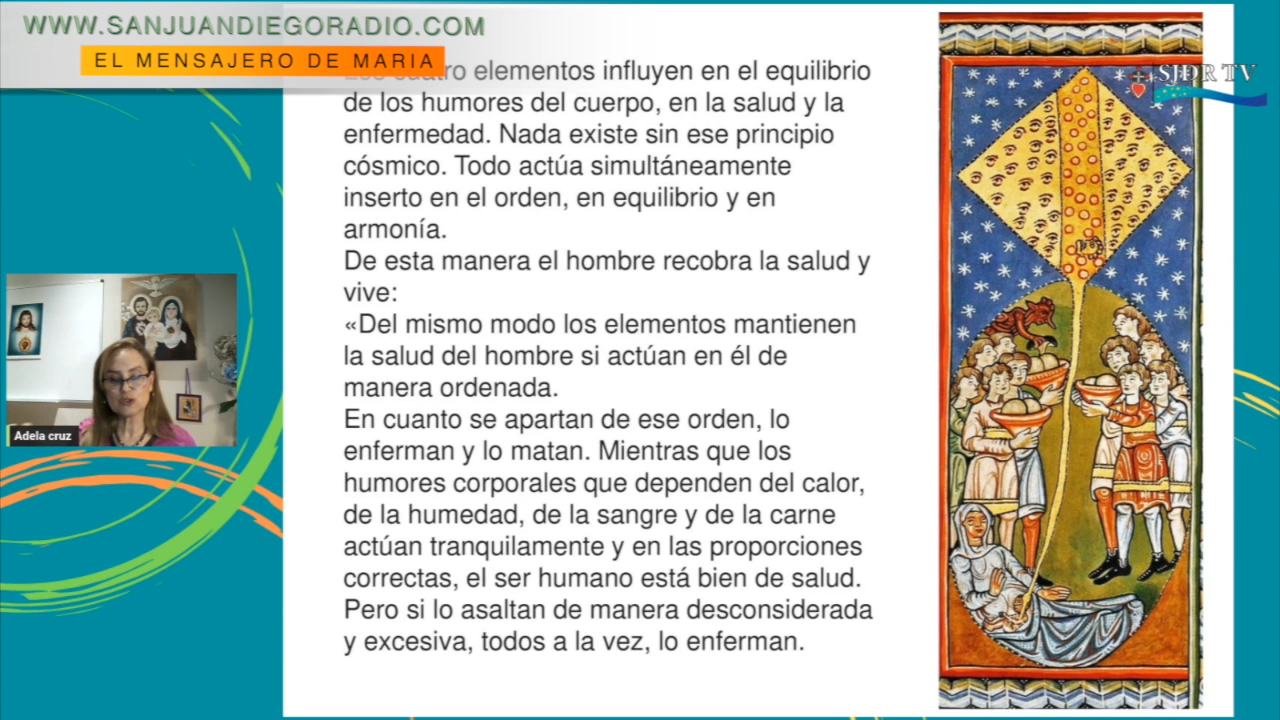 WWW.SANJUANDIEGORADIO.COM
EL MENSAJERO DE MARIA
SJDR TV
cuatro elementos influyen en el equilibrio
de los humores del cuerpo, en la salud y la
enfermedad. Nada existe sin ese principio
cósmico. Todo actúa simultáneamente
inserto en el orden, en equilibrio y en
armonía.
De esta manera el hombre recobra la salud y
vive:
«Del mismo modo los elementos mantienen
la salud del hombre si actúan en él de
manera ordenada.
En cuanto se apartan de ese orden, lo
enferman y lo matan. Mientras que los
humores corporales que dependen del calor,
de la humedad, de la sangre y de la carne
actúan tranquilamente y en las proporciones
correctas, el ser humano está bien de salud.
Pero si lo asaltan de manera desconsiderada
y excesiva, todos a la vez, lo enferman.
Adela cruz